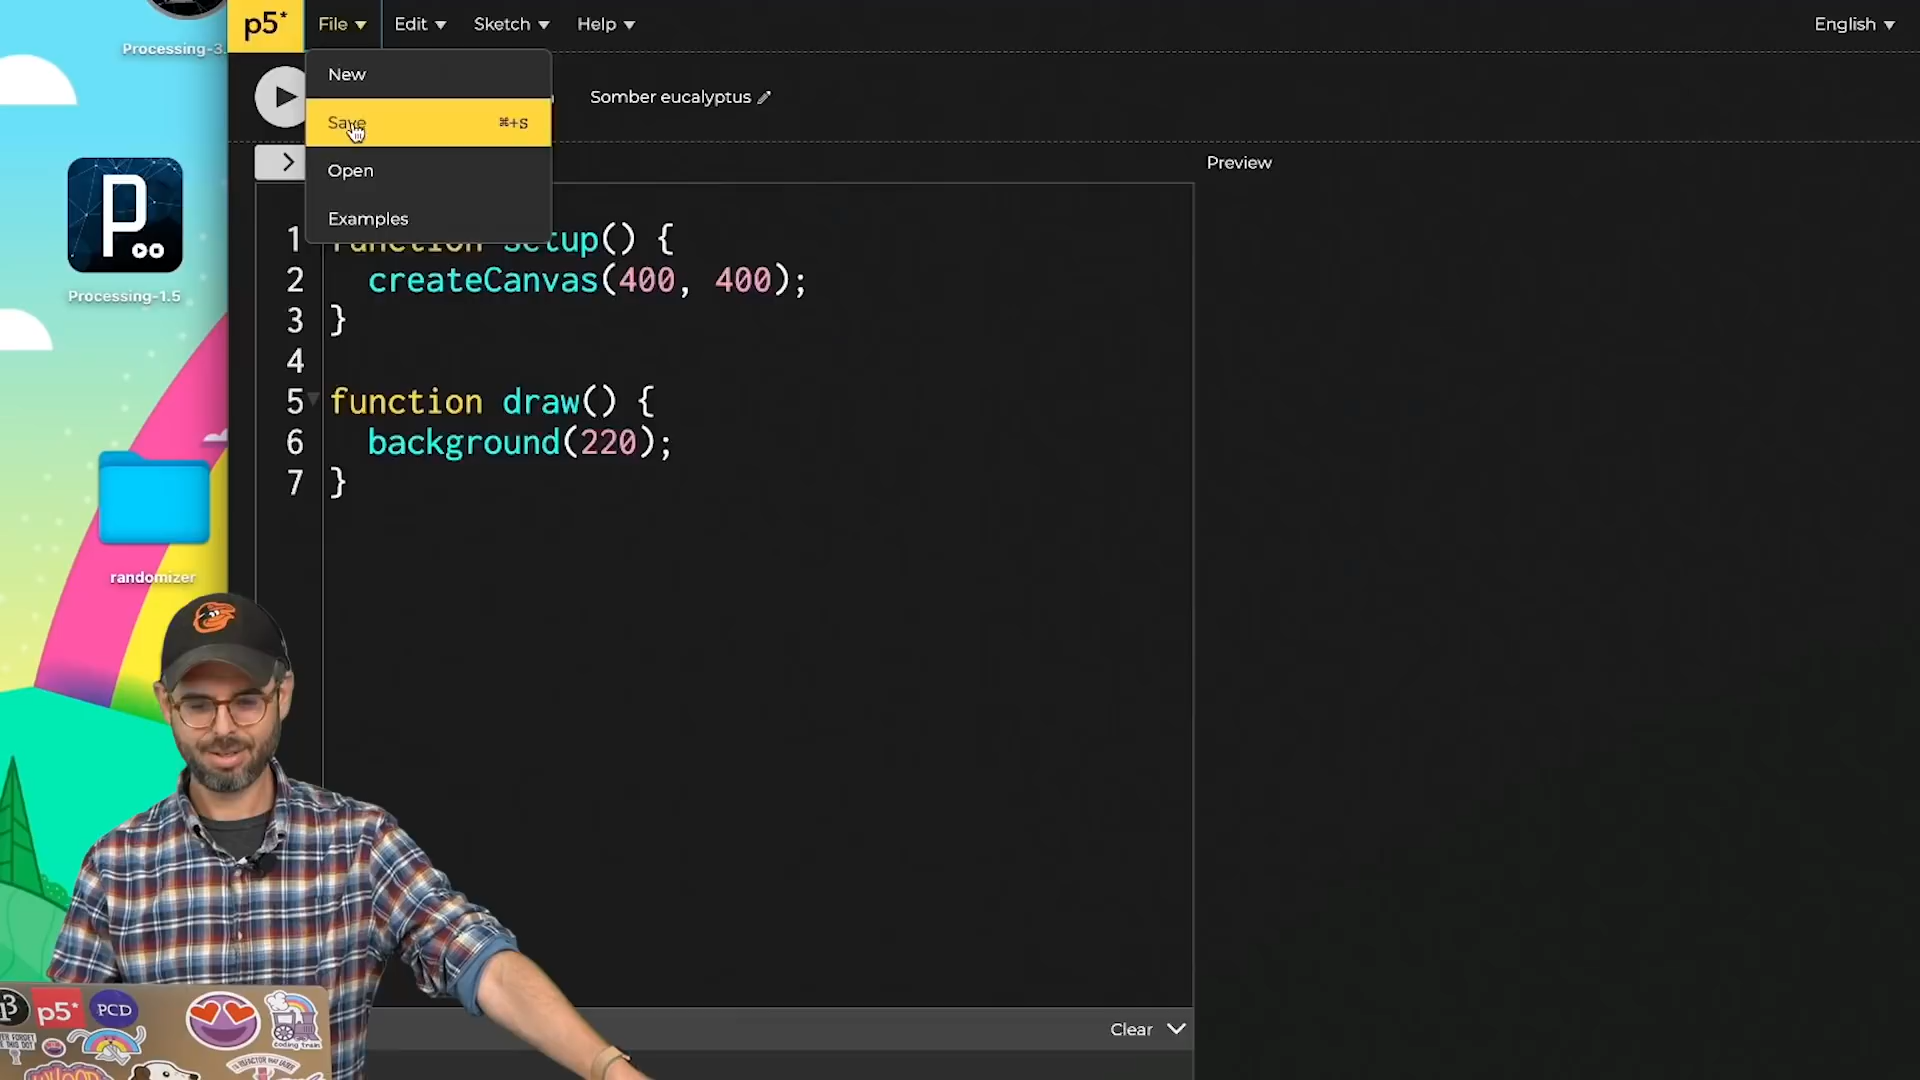 Processing-3.
p5*
File
Edit
Sketch
Help
English
New
Save ⌘+S
Open
Examples
Somber eucalyptus
Preview
Processing-1.5
randomizer
1 function setup() {
2 createCanvas(400, 400);
3 }
4
5 function draw() {
6 background(220);
7 }
Clear
p5*
PCD
coding train